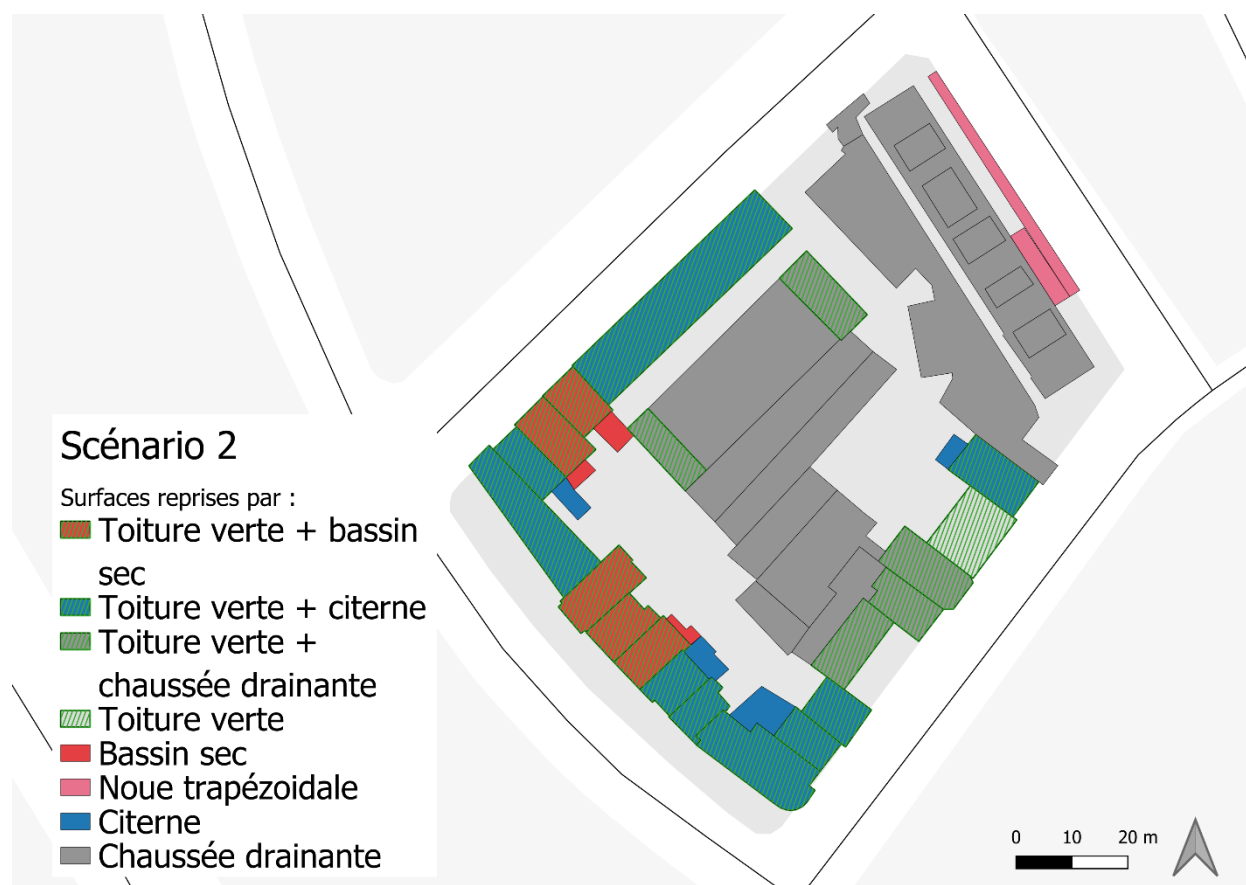 Scénario 2
Surfaces reprises par :
Toiture verte + bassin
sec
Toiture verte + citerne
Toiture verte +
chaussée drainante
Toiture verte
Bassin sec
Noue trapézoidale
Citerne
Chaussée drainante
0 10 20 m